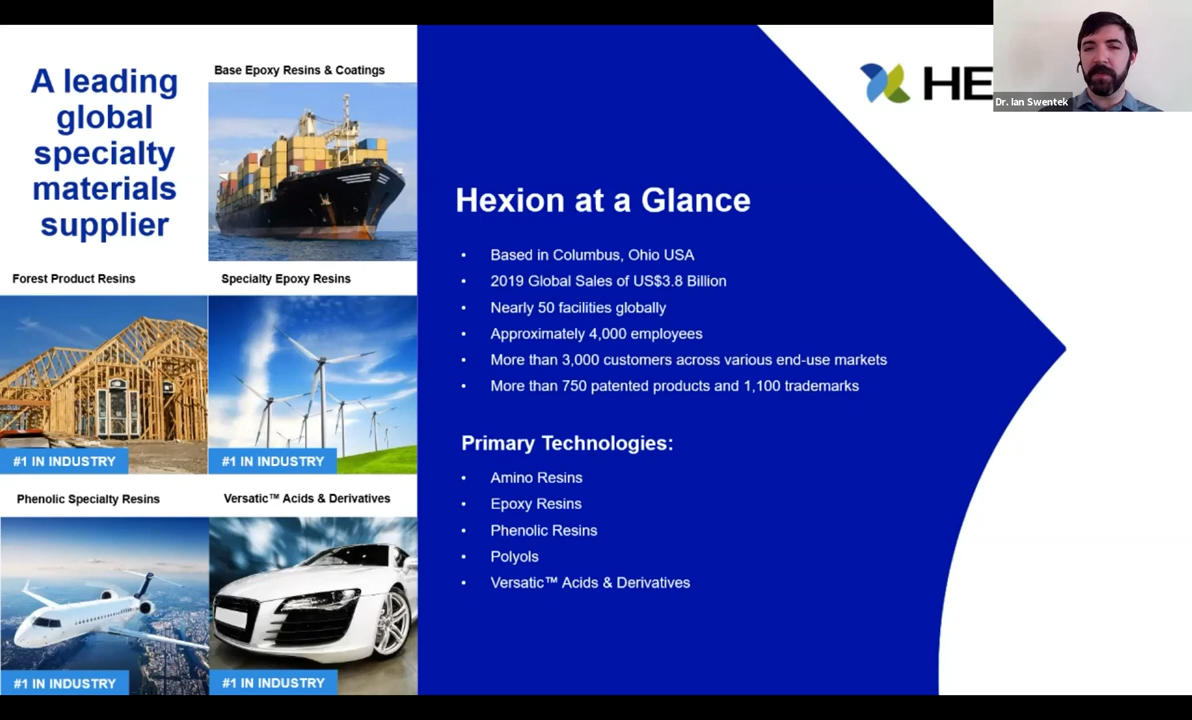 A leading
global
specialty
materials
supplier
Base Epoxy Resins & Coatings
Forest Product Resins
Specialty Epoxy Resins
#1 IN INDUSTRY
#1 IN INDUSTRY
Phenolic Specialty Resins
Versatic™ Acids & Derivatives
#1 IN INDUSTRY
#1 IN INDUSTRY
HE
Dr. Ian Swentek
Hexion at a Glance
• Based in Columbus, Ohio USA
• 2019 Global Sales of US$3.8 Billion
• Nearly 50 facilities globally
• Approximately 4,000 employees
• More than 3,000 customers across various end-use markets
• More than 750 patented products and 1,100 trademarks
Primary Technologies:
• Amino Resins
• Epoxy Resins
• Phenolic Resins
• Polyols
• Versatic™ Acids & Derivatives